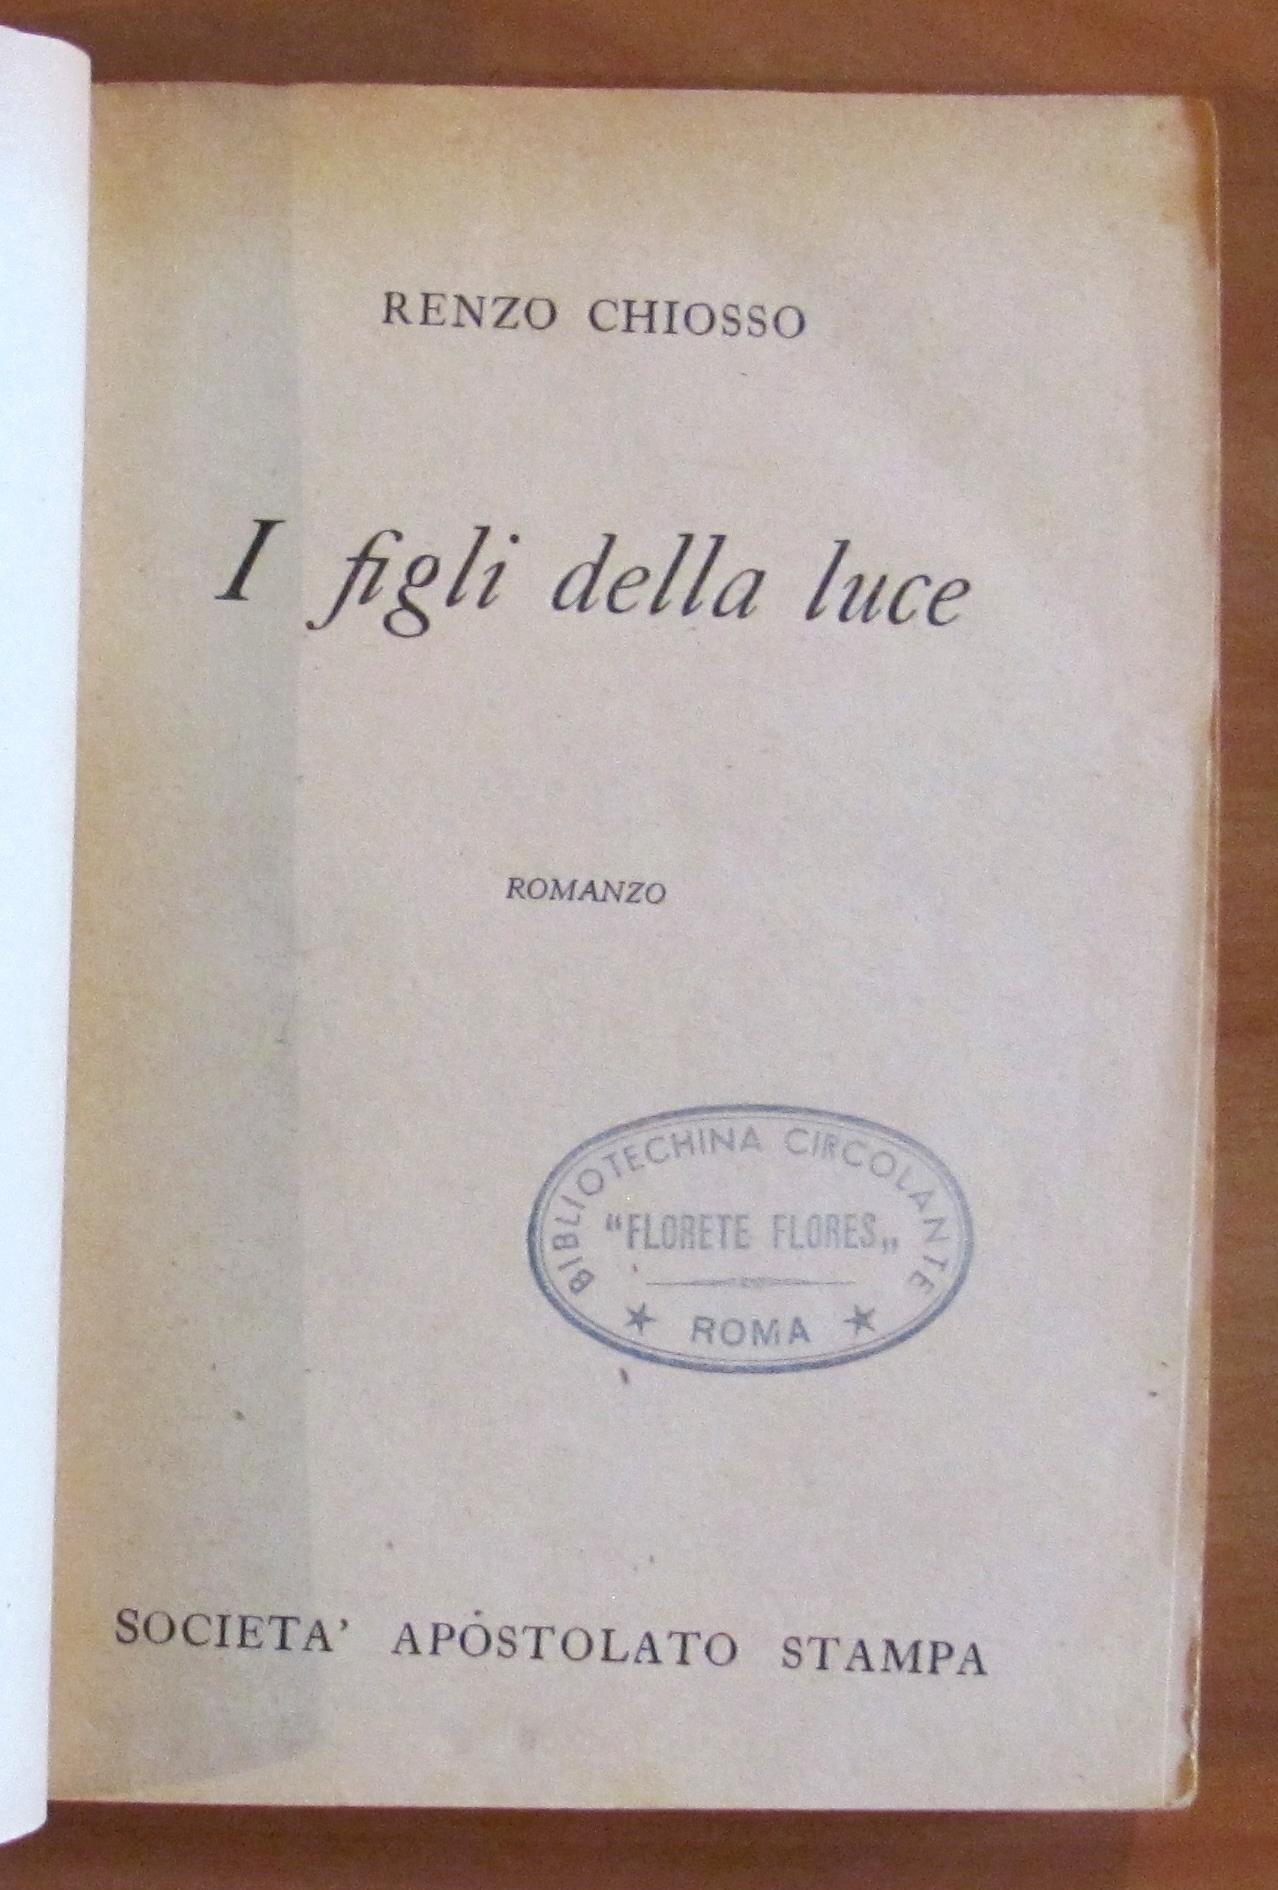 RENZO CHIOSSO
I figli della luce
ROMANZO
BIBLIOTECHINA CIRCOLANTE
"FLORETE FLORES„
★ ROMA ★
SOCIETA' APOSTOLATO STAMPA